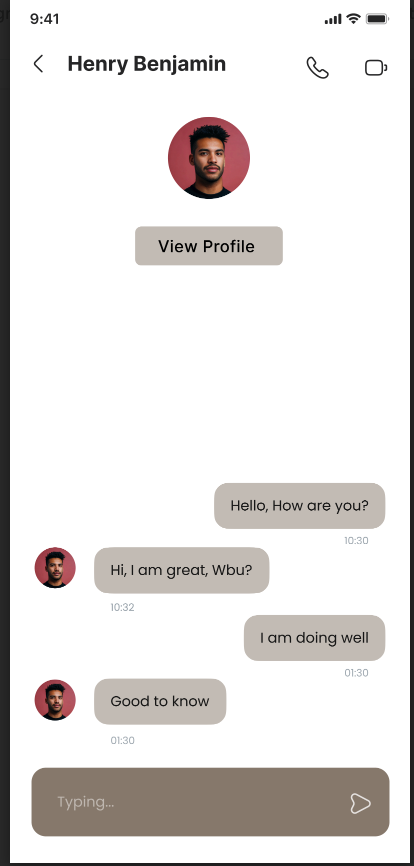 9:41
Henry Benjamin
View Profile
Hello, How are you?
10:30
Hi, I am great, Wbu?
10:32
I am doing well
01:30
Good to know
01:30
Typing...